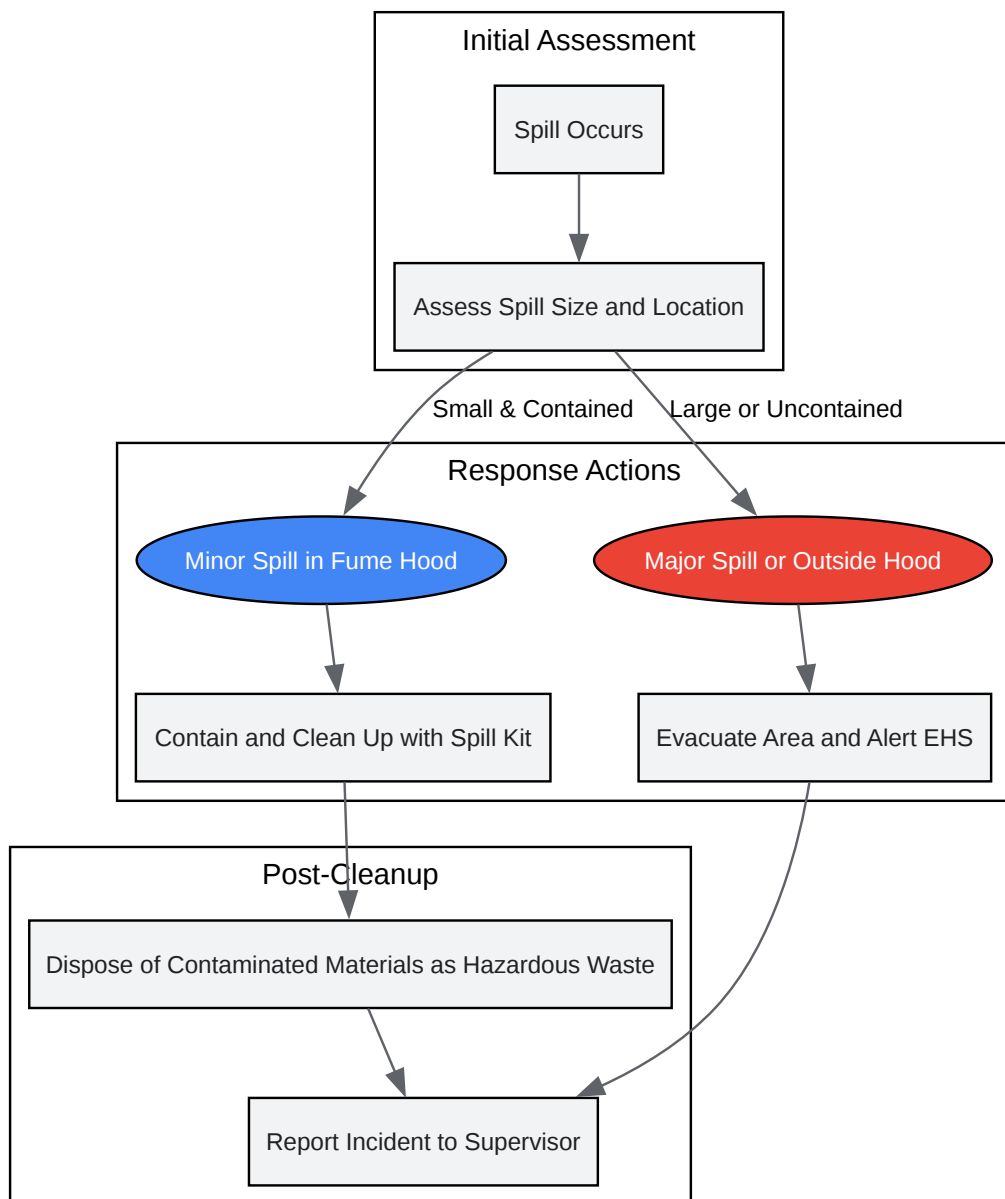 Initial Assessment
Spill Occurs
Assess Spill Size and Location
Small & Contained
Large or Uncontained
Response Actions
Minor Spill in Fume Hood
Major Spill or Outside Hood
Contain and Clean Up with Spill Kit
Evacuate Area and Alert EHS
Post-Cleanup
Dispose of Contaminated Materials as Hazardous Waste
Report Incident to Supervisor